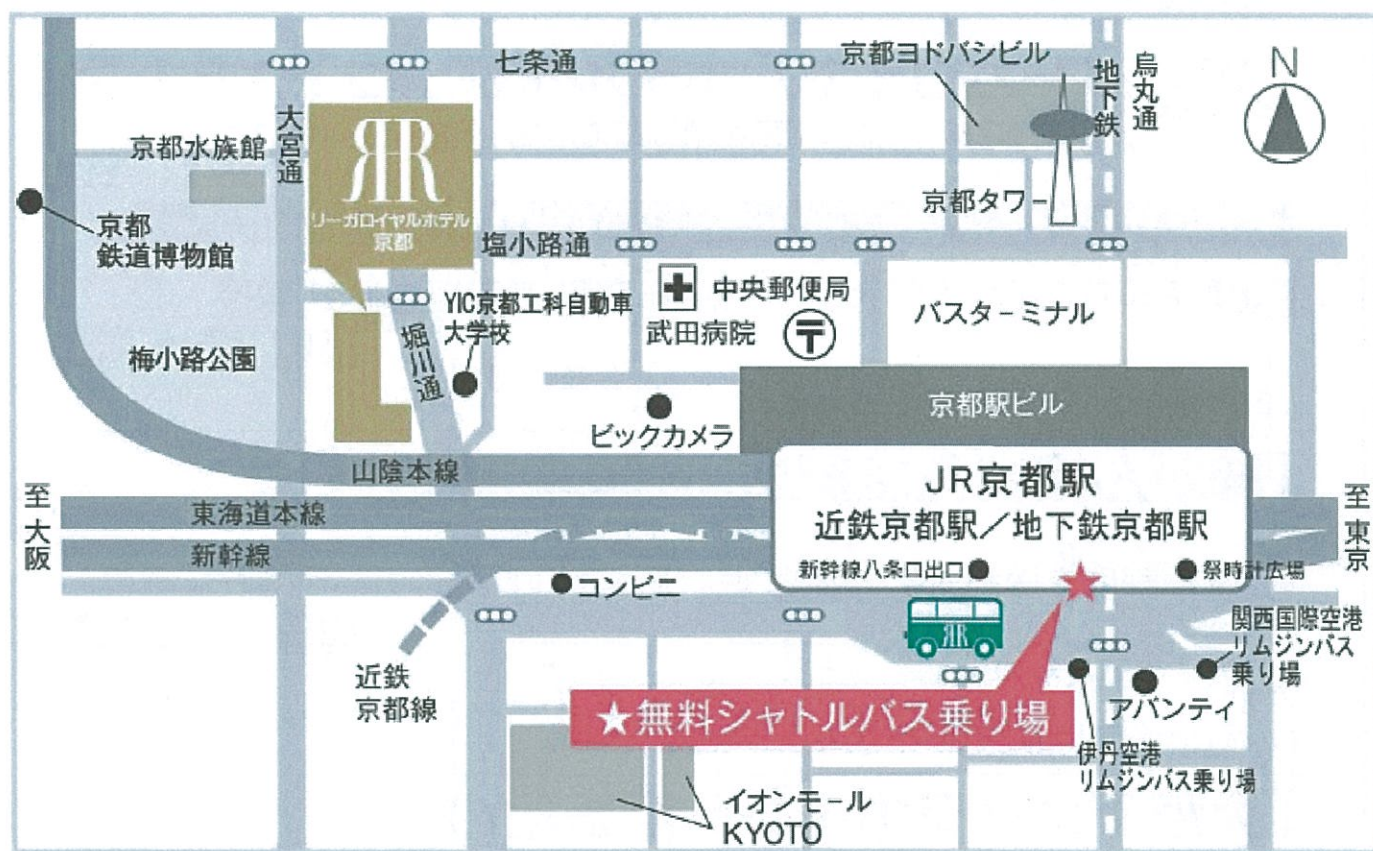 七条通
京都ヨドバシビル
地下鉄
烏丸通
N
大宮通
京都水族館
RR
リーガロイヤルホテル
京都
京都タワー
京都
鉄道博物館
塩小路通
YIC京都工科自動車
大学校
中央郵便局
武田病院
バスターミナル
梅小路公園
堀川通
ビックカメラ
京都駅ビル
山陰本線
JR京都駅
近鉄京都駅/地下鉄京都駅
至大阪
東海道本線
至東京
新幹線
新幹線八条口出口
祭時計広場
コンビニ
RR
関西国際空港
リムジンバス
乗り場
近鉄
京都線
★無料シャトルバス乗り場
アバンティ
伊丹空港
リムジンバス乗り場
イオンモール
KYOTO